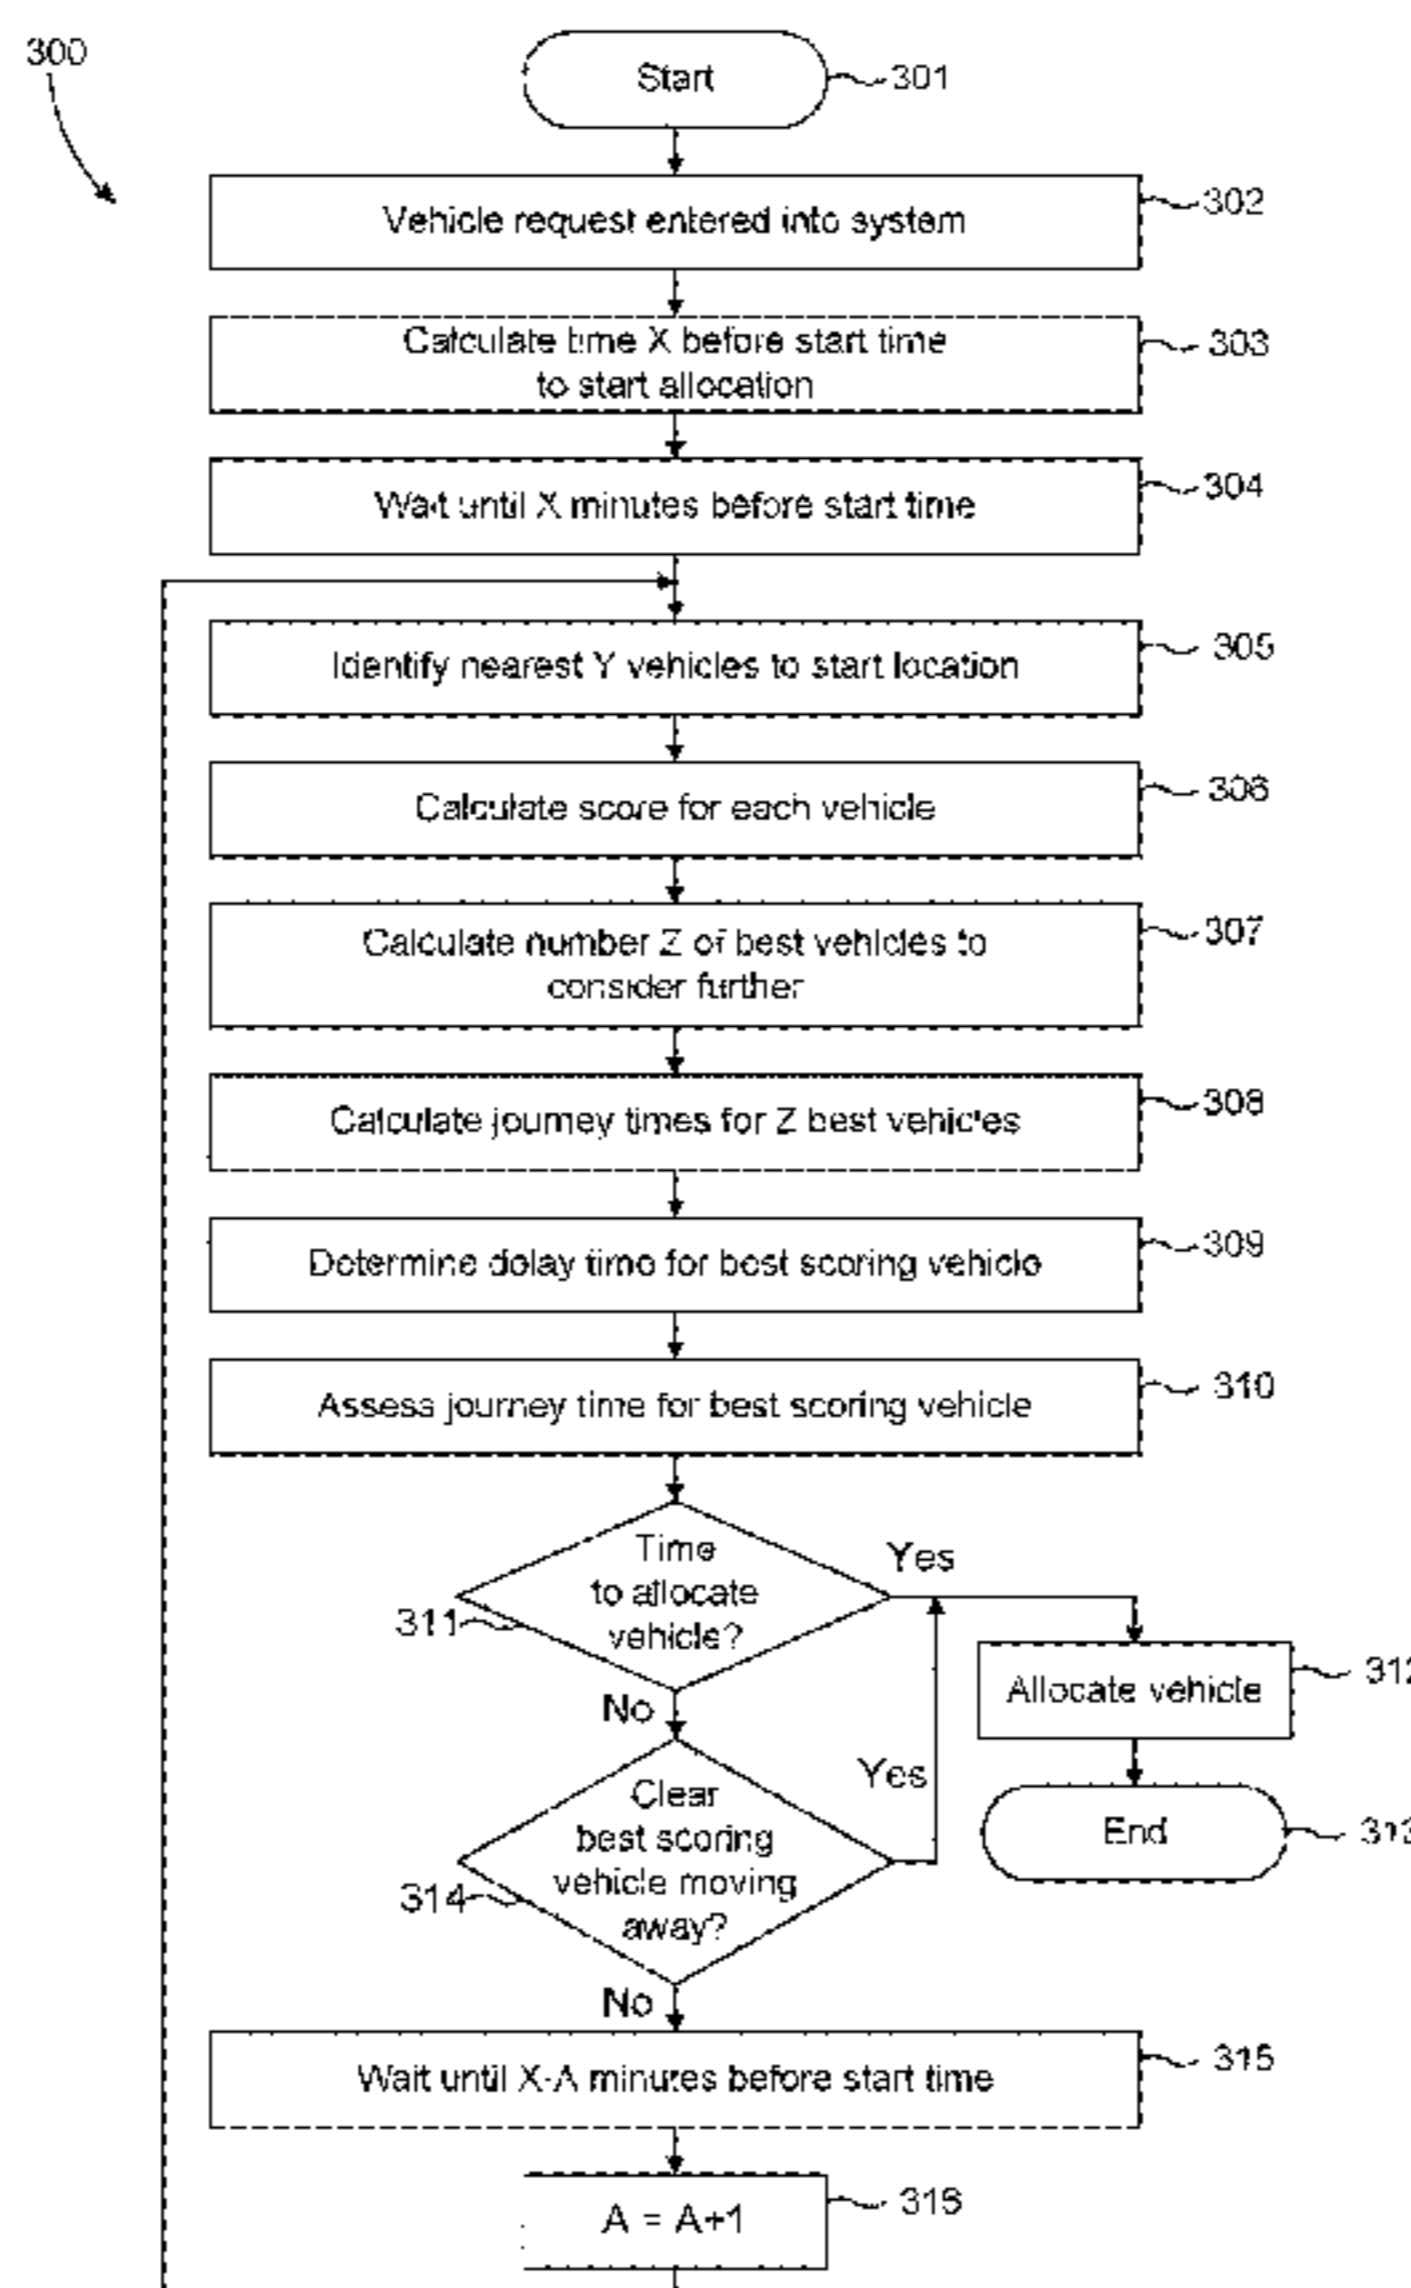 300
Start
301
Vehicle request entered into system
302
Calculate time X before start time
to start allocation
303
Wait until X minutes before start time
304
Identify nearest Y vehicles to start location
305
Calculate score for each vehicle
306
Calculate number Z of best vehicles to
consider further
307
Calculate journey times for Z best vehicles
308
Determine delay time for best scoring vehicle
309
Assess journey time for best scoring vehicle
310
Time
to allocate
vehicle?
311
Yes
No
Allocate vehicle
312
End
313
Clear
best scoring
vehicle moving
away?
314
Yes
No
Wait until X-A minutes before start time
315
A = A+1
316